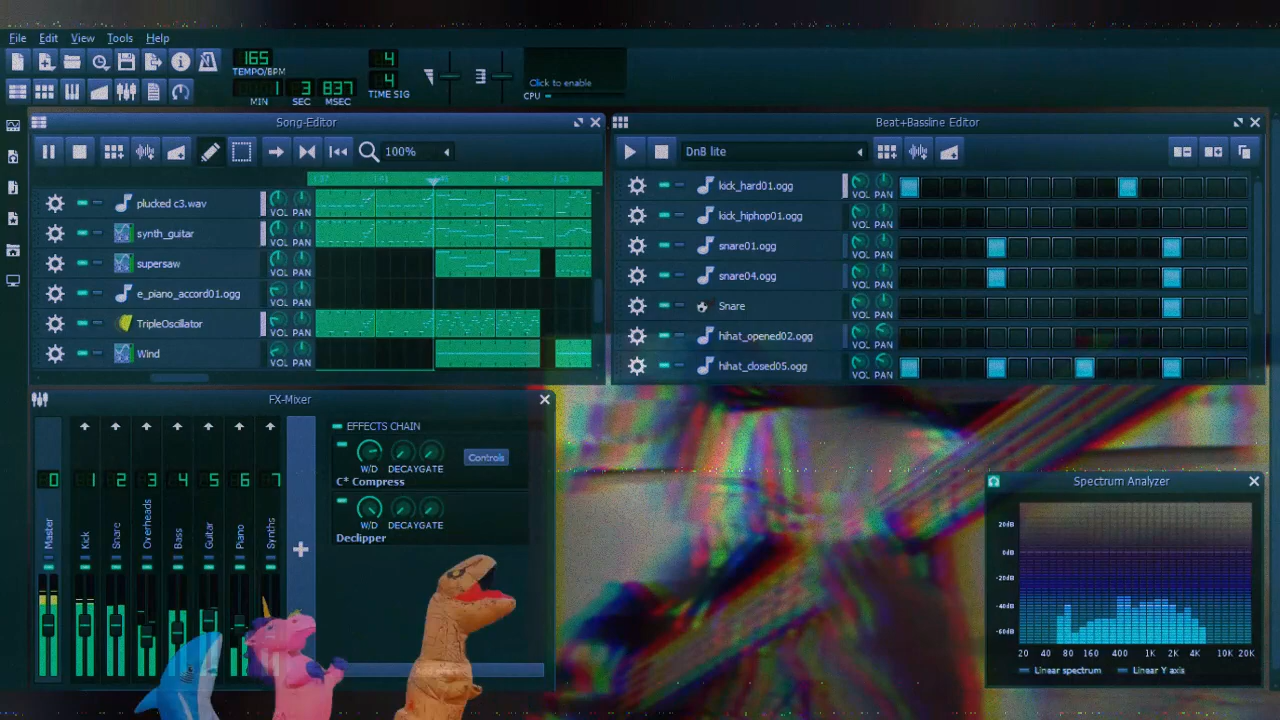 File Edit View Tools Help
165
TEMPO/BPM
1 3 837
MIN SEC MSEC
4
4
TIME SIG
Click to enable
CPU
Song-Editor
100%
37 41 45 49 53
plucked c3.wav VOL PAN
synth_guitar VOL PAN
supersaw VOL PAN
e_piano_accord01.ogg VOL PAN
TripleOscillator VOL PAN
Wind VOL PAN
Beat+Bassline Editor
DnB lite
kick_hard01.ogg VOL PAN
kick_hiphop01.ogg VOL PAN
snare01.ogg VOL PAN
snare04.ogg VOL PAN
Snare VOL PAN
hihat_opened02.ogg VOL PAN
hihat_closed05.ogg VOL PAN
FX-Mixer
0 1 2 3 4 5 6 7
Master Kick Snare Overheads Bass Guitar Piano Synths
EFFECTS CHAIN
W/D DECAY GATE Controls
C* Compress
W/D DECAY GATE
Declipper
Spectrum Analyzer
20dB
0dB
-20dB
-40dB
-60dB
20 40 80 160 400 1K 2K 4K 10K 20K
Linear spectrum Linear Y axis